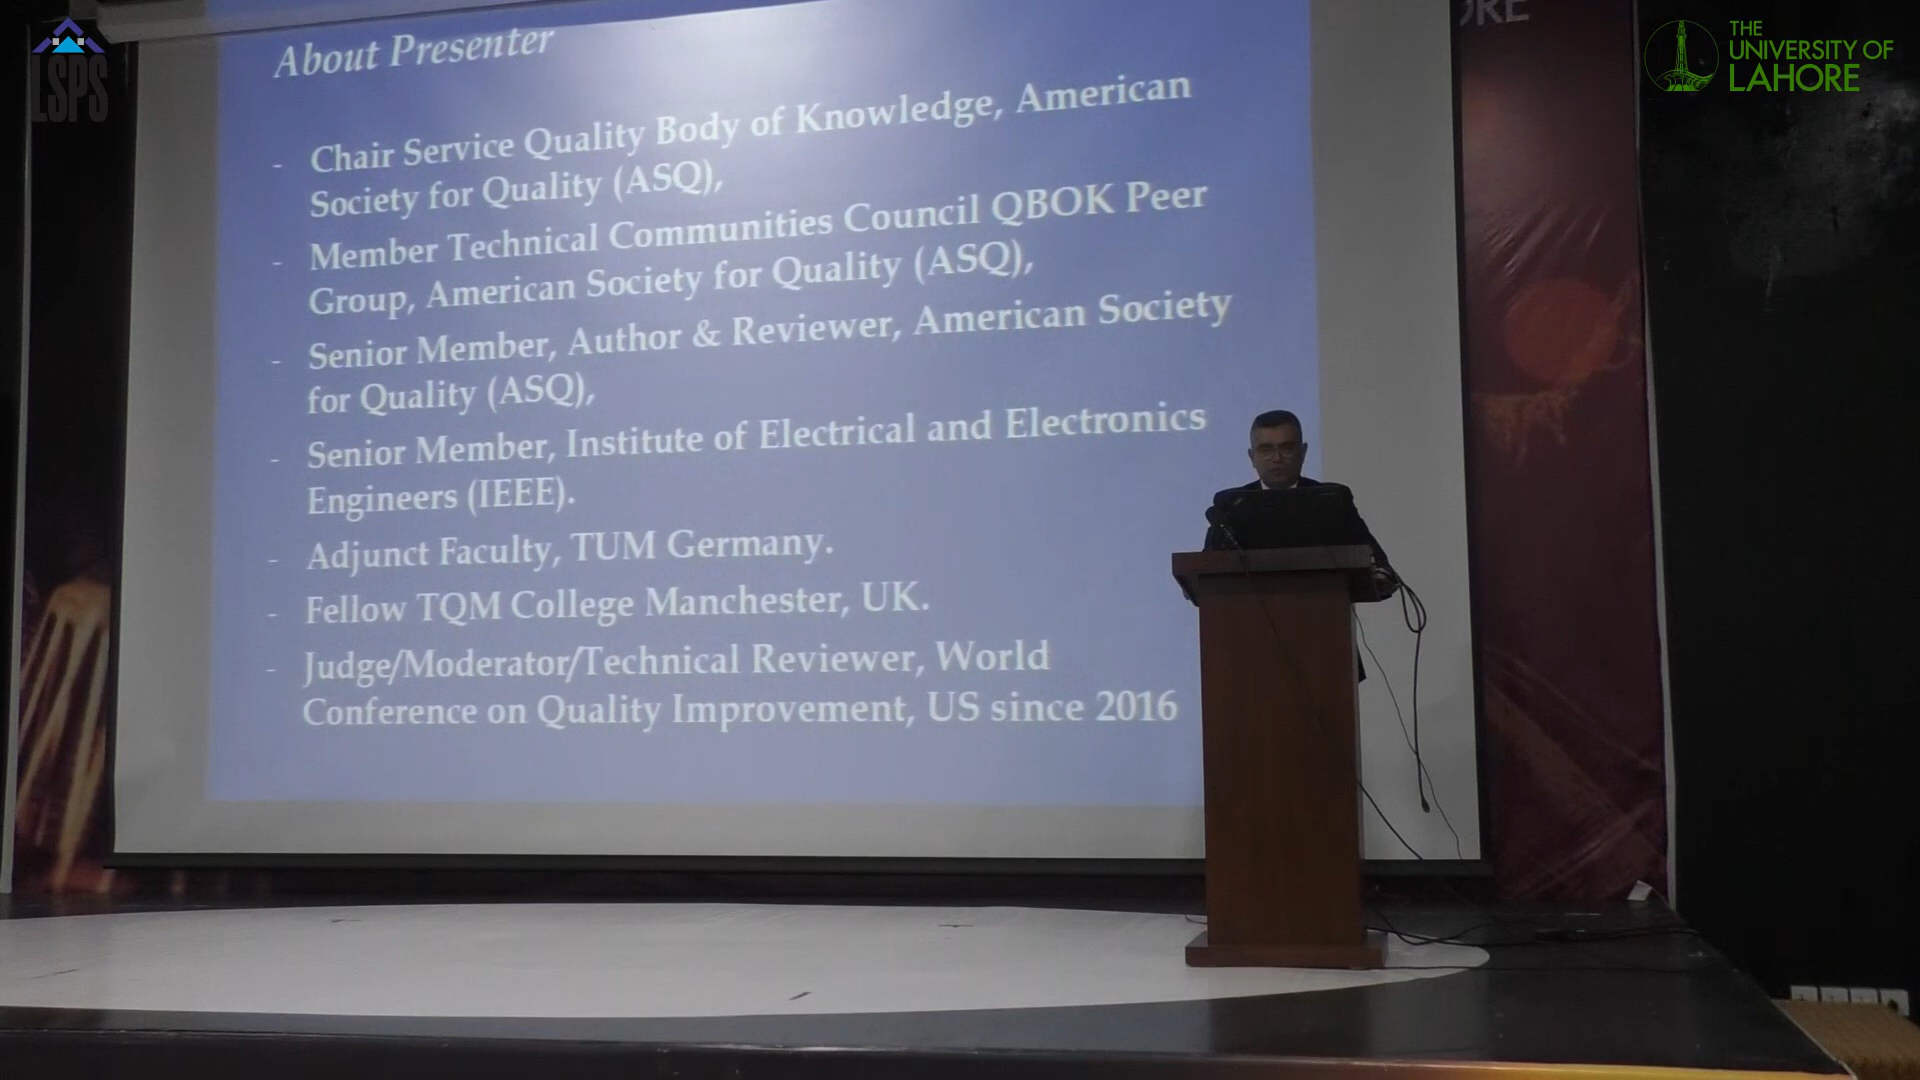 LSPS
THE
UNIVERSITY OF
LAHORE
About Presenter
- Chair Service Quality Body of Knowledge, American
Society for Quality (ASQ),
- Member Technical Communities Council QBOK Peer
Group, American Society for Quality (ASQ),
- Senior Member, Author & Reviewer, American Society
for Quality (ASQ),
- Senior Member, Institute of Electrical and Electronics
Engineers (IEEE).
- Adjunct Faculty, TUM Germany.
- Fellow TQM College Manchester, UK.
- Judge/Moderator/Technical Reviewer, World
Conference on Quality Improvement, US since 2016